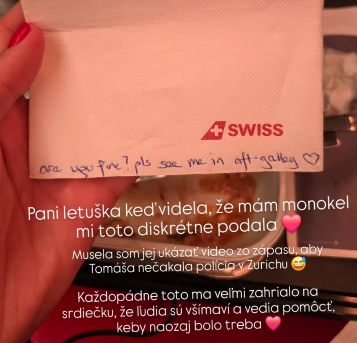 SWISS
are you fine? pls see me in aft-galley ♡
Pani letuška keď videla, že mám monokel
mi toto diskrétne podala 💗
Musela som jej ukázať video zo zápasu, aby
Tomáša nečakala polícia v Zurichu 😅
Každopádne toto ma veľmi zahrialo na
srdiečku, že ľudia sú všímaví a vedia pomôcť,
keby naozaj bolo treba 💗